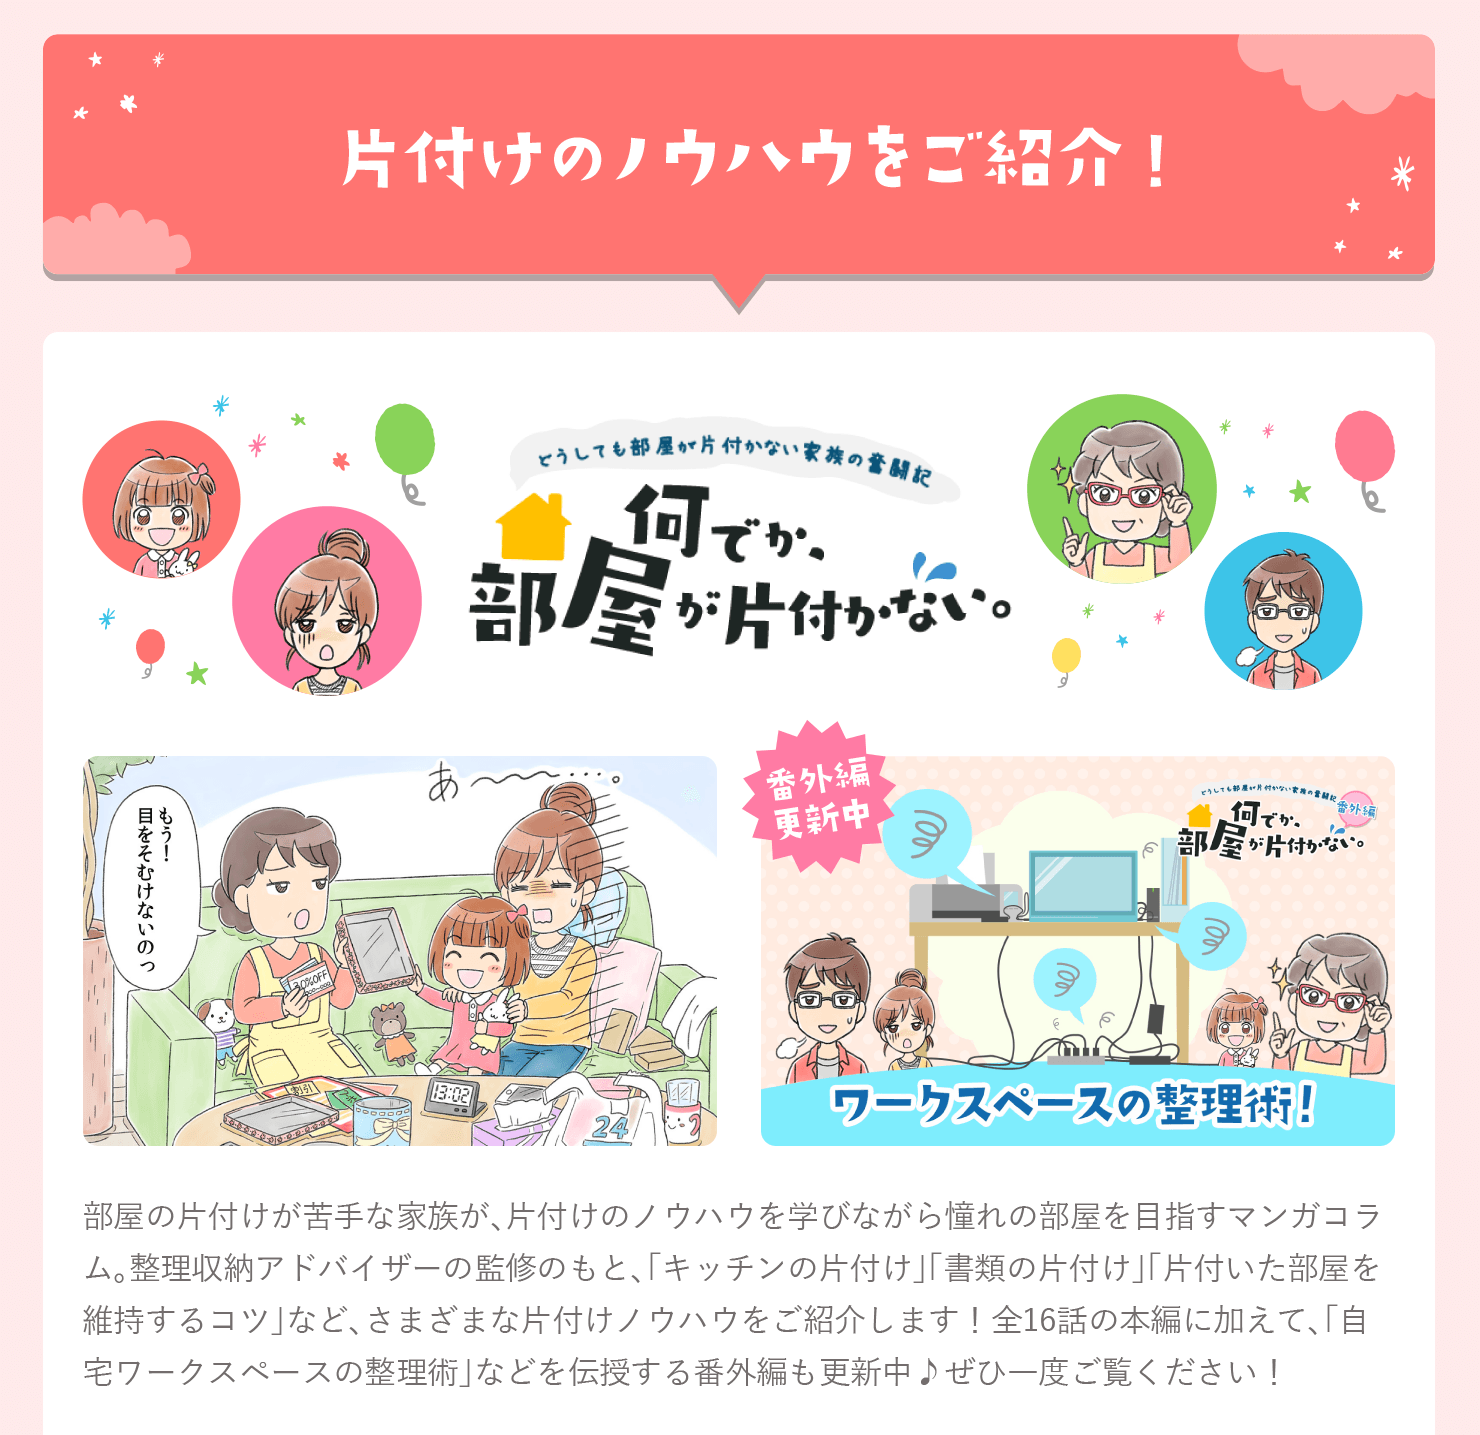 片付けのノウハウをご紹介！
どうしても部屋が片付かない家族の奮闘記
何でか、
部屋が片付かない。
あ〜〜〜…。
もう！
目をそむけないのっ
30%OFF
割引
13:02
24
番外編
更新中
どうしても部屋が片付かない家族の奮闘記
番外編
何でか、
部屋が片付かない。
ワークスペースの整理術！
部屋の片付けが苦手な家族が、片付けのノウハウを学びながら憧れの部屋を目指すマンガコラ
ム。整理収納アドバイザーの監修のもと、「キッチンの片付け」「書類の片付け」「片付いた部屋を
維持するコツ」など、さまざまな片付けノウハウをご紹介します！全16話の本編に加えて、「自
宅ワークスペースの整理術」などを伝授する番外編も更新中♪ぜひ一度ご覧ください！